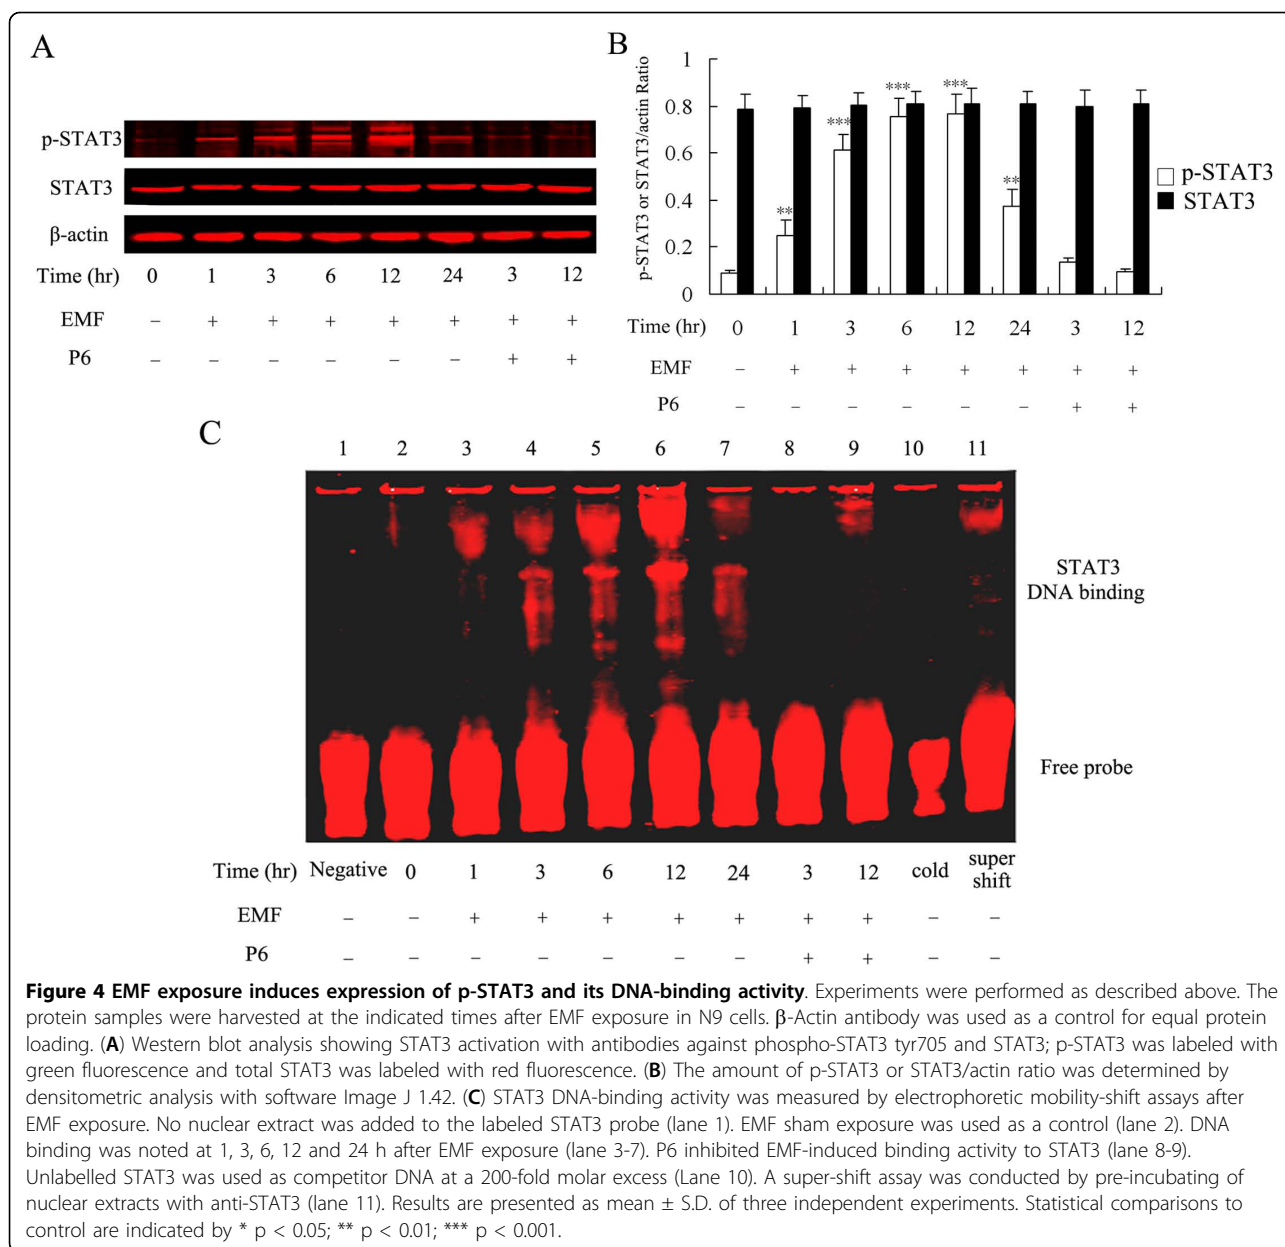 A
p-STAT3
STAT3
β-actin
Time (hr) 0 1 3 6 12 24 3 12
EMF – + + + + + + +
P6 – – – – – – + +
B
p-STAT3 or STAT3/actin Ratio
1
0.8
0.6
0.4
0.2
0
** *** *** *** **
p-STAT3
STAT3
Time (hr) 0 1 3 6 12 24 3 12
EMF – + + + + + + +
P6 – – – – – – + +
C
1 2 3 4 5 6 7 8 9 10 11
STAT3
DNA binding
Free probe
Time (hr) Negative 0 1 3 6 12 24 3 12 cold super shift
EMF – – + + + + + + + – –
P6 – – – – – – – + + – –
Figure 4 EMF exposure induces expression of p-STAT3 and its DNA-binding activity. Experiments were performed as described above. The
protein samples were harvested at the indicated times after EMF exposure in N9 cells. β-Actin antibody was used as a control for equal protein
loading. (A) Western blot analysis showing STAT3 activation with antibodies against phospho-STAT3 tyr705 and STAT3; p-STAT3 was labeled with
green fluorescence and total STAT3 was labeled with red fluorescence. (B) The amount of p-STAT3 or STAT3/actin ratio was determined by
densitometric analysis with software Image J 1.42. (C) STAT3 DNA-binding activity was measured by electrophoretic mobility-shift assays after
EMF exposure. No nuclear extract was added to the labeled STAT3 probe (lane 1). EMF sham exposure was used as a control (lane 2). DNA
binding was noted at 1, 3, 6, 12 and 24 h after EMF exposure (lane 3-7). P6 inhibited EMF-induced binding activity to STAT3 (lane 8-9).
Unlabelled STAT3 was used as competitor DNA at a 200-fold molar excess (Lane 10). A super-shift assay was conducted by pre-incubating of
nuclear extracts with anti-STAT3 (lane 11). Results are presented as mean ± S.D. of three independent experiments. Statistical comparisons to
control are indicated by * p < 0.05; ** p < 0.01; *** p < 0.001.